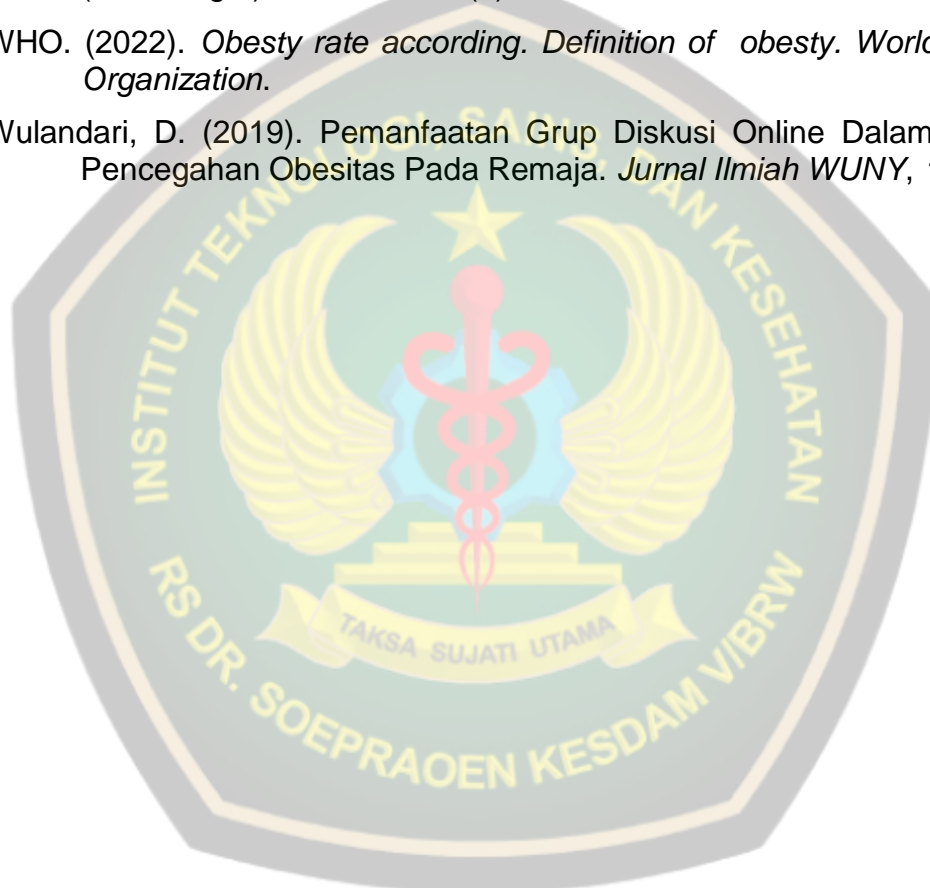 WHO. (2022). Obesty rate according. Definition of obesty. World
Organization.
Wulandari, D. (2019). Pemanfaatan Grup Diskusi Online Dalam
Pencegahan Obesitas Pada Remaja. Jurnal Ilmiah WUNY,
INSTITUT TEKNOLOGI, SAINS, DAN KESEHATAN
TAKSA SUJATI UTAMA
RS DR. SOEPRAOEN KESDAM V/BRW